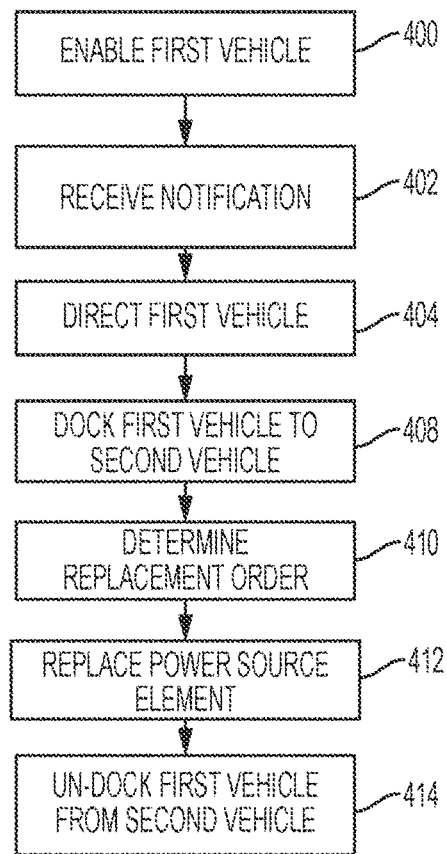 ENABLE FIRST VEHICLE
400
RECEIVE NOTIFICATION
402
DIRECT FIRST VEHICLE
404
DOCK FIRST VEHICLE TO
SECOND VEHICLE
408
DETERMINE
REPLACEMENT ORDER
410
REPLACE POWER SOURCE
ELEMENT
412
UN-DOCK FIRST VEHICLE
FROM SECOND VEHICLE
414